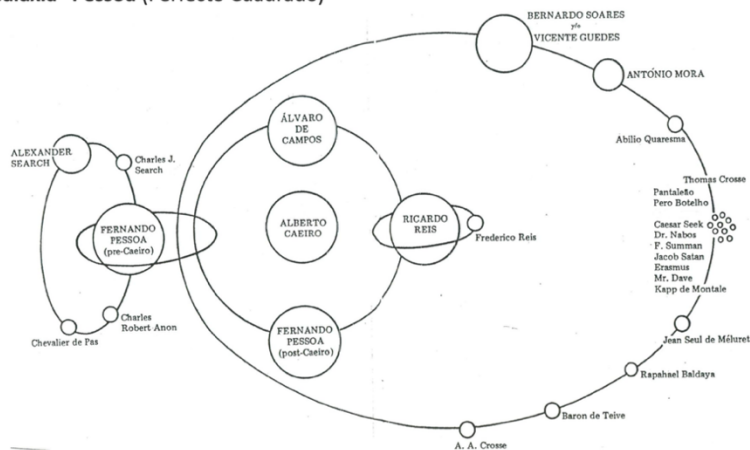 Pessoa (Perfecto Cuadrado)
BERNARDO SOARES
y/o
VICENTE GUEDES
ANTÓNIO MORA
Abílio Quaresma
Thomas Crosse
Pantaleão
Pero Botelho
Caesar Seek
Dr. Nabos
F. Summan
Jacob Satan
Erasmus
Mr. Dave
Kapp de Montale
Jean Seul de Méluret
Rapahael Baldaya
Baron de Teive
A. A. Crosse
ÁLVARO
DE
CAMPOS
ALBERTO
CAEIRO
RICARDO
REIS
Frederico Reis
FERNANDO
PESSOA
(post-Caeiro)
ALEXANDER
SEARCH
Charles J.
Search
FERNANDO
PESSOA
(pre-Caeiro)
Charles
Robert Anon
Chevalier de Pas